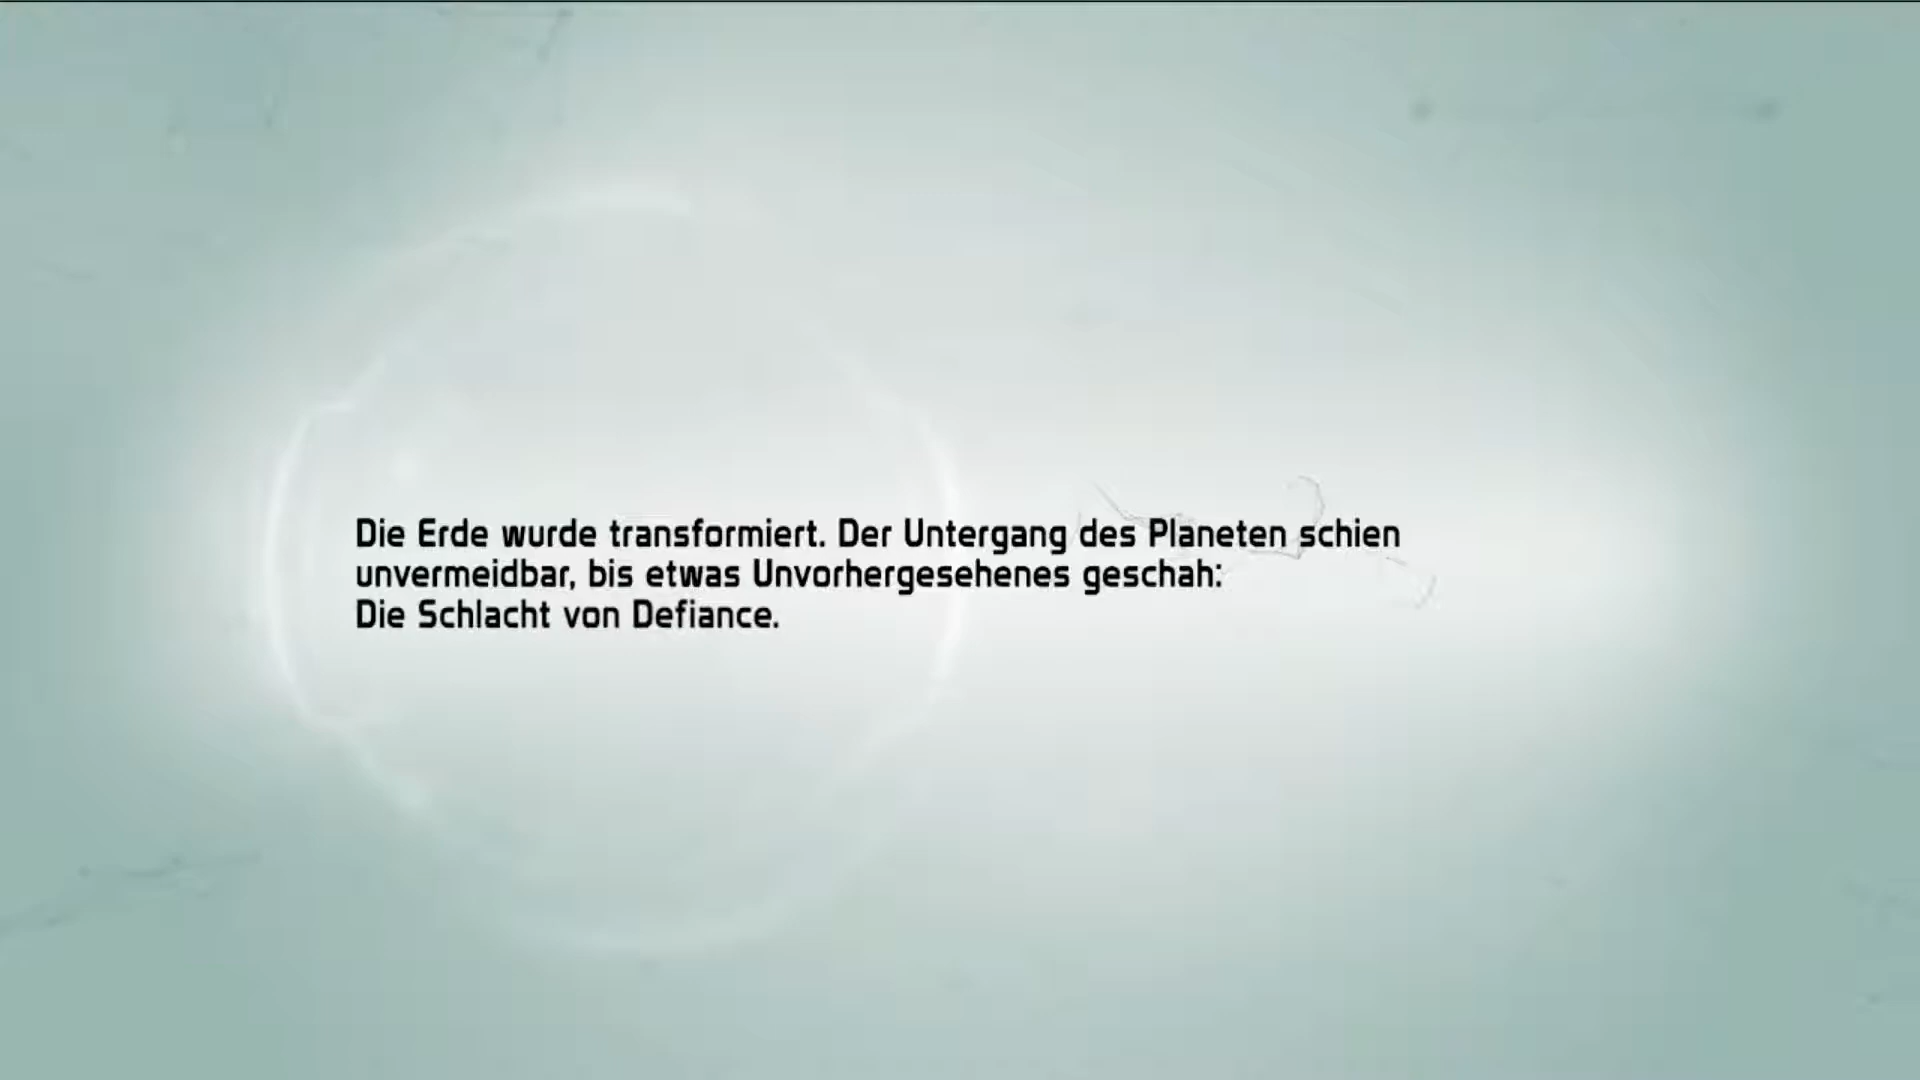 Die Erde wurde transformiert. Der Untergang des Planeten schien
unvermeidbar, bis etwas Unvorhergesehenes geschah:
Die Schlacht von Defiance.